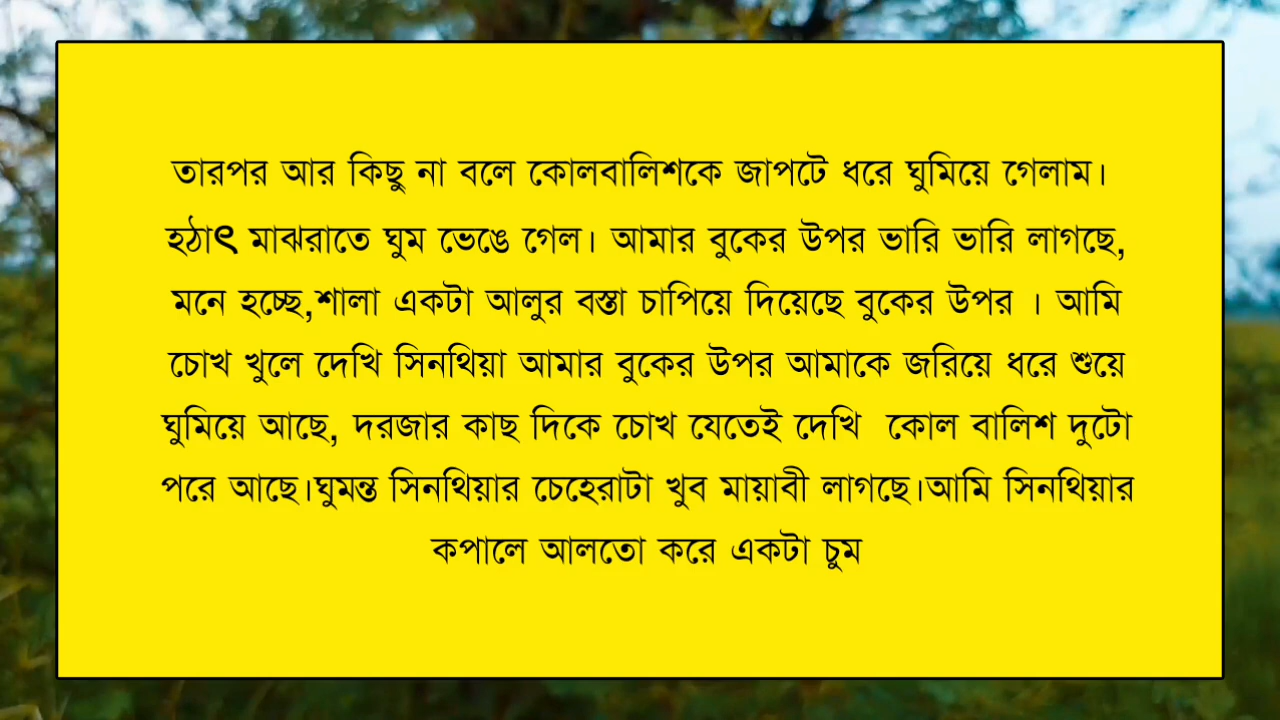 তারপর আর কিছু না বলে কোলবালিশকে জাপটে ধরে ঘুমিয়ে গেলাম।
হঠাৎ মাঝরাতে ঘুম ভেঙে গেল। আমার বুকের উপর ভারি ভারি লাগছে,
মনে হচ্ছে,শালা একটা আলুর বস্তা চাপিয়ে দিয়েছে বুকের উপর । আমি
চোখ খুলে দেখি সিনথিয়া আমার বুকের উপর আমাকে জরিয়ে ধরে শুয়ে
ঘুমিয়ে আছে, দরজার কাছ দিকে চোখ যেতেই দেখি কোল বালিশ দুটো
পরে আছে।ঘুমন্ত সিনথিয়ার চেহেরাটা খুব মায়াবী লাগছে।আমি সিনথিয়ার
কপালে আলতো করে একটা চুম